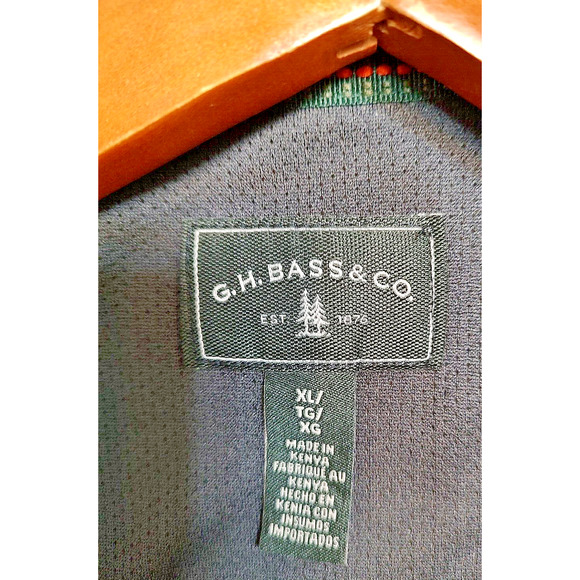 G.H. BASS & CO.
EST. 1876
XL/
TG/
XG
MADE IN
KENYA
FABRIQUÉ AU
KENYA
HECHO EN
KENIA CON
INSUMOS
IMPORTADOS